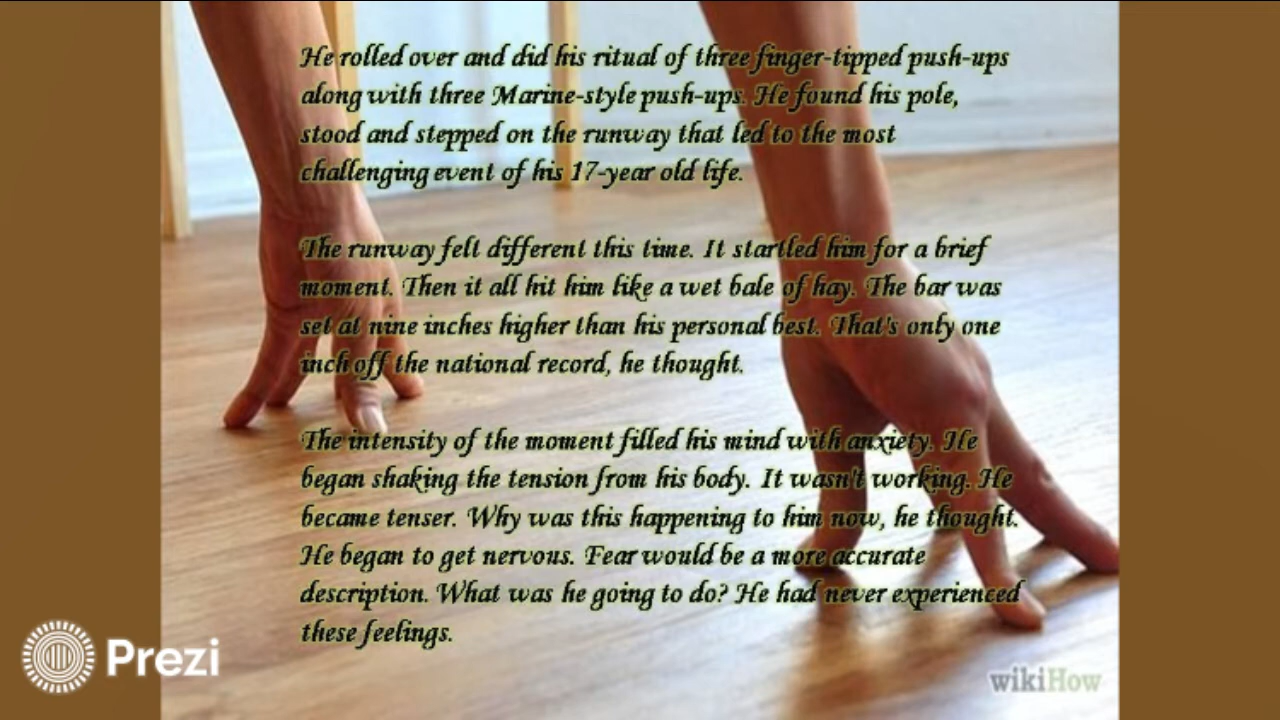 He rolled over and did his ritual of three finger-tipped push-ups
along with three Marine-style push-ups. He found his pole,
stood and stepped on the runway that led to the most
challenging event of his 17-year old life.
The runway felt different this time. It startled him for a brief
moment. Then it all hit him like a wet bale of hay. The bar was
set at nine inches higher than his personal best. That's only one
inch off the national record, he thought.
The intensity of the moment filled his mind with anxiety. He
began shaking the tension from his body. It wasn't working. He
became tenser. Why was this happening to him now, he thought.
He began to get nervous. Fear would be a more accurate
description. What was he going to do? He had never experienced
these feelings.
Prezi
wikiHow